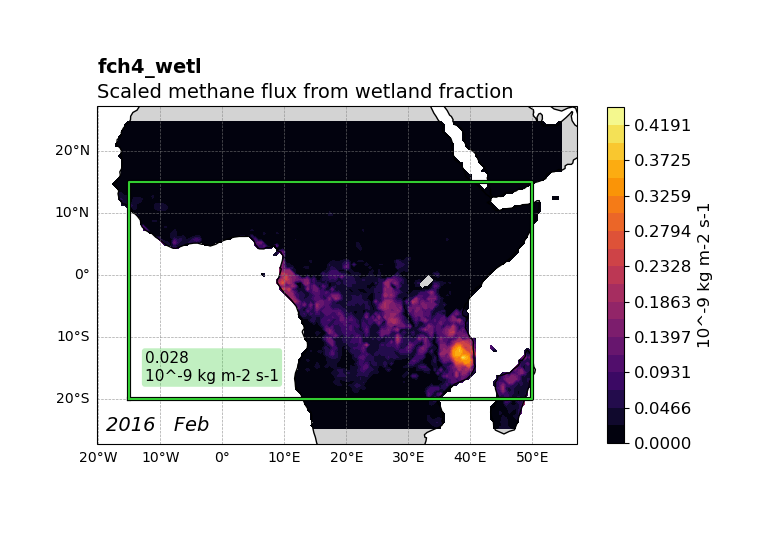 fch4_wetl
Scaled methane flux from wetland fraction
20°N
10°N
0°
10°S
20°S
20°W
10°W
0°
10°E
20°E
30°E
40°E
50°E
0.028
10^-9 kg m-2 s-1
2016 Feb
0.4191
0.3725
0.3259
0.2794
0.2328
0.1863
0.1397
0.0931
0.0466
0.0000
10^-9 kg m-2 s-1